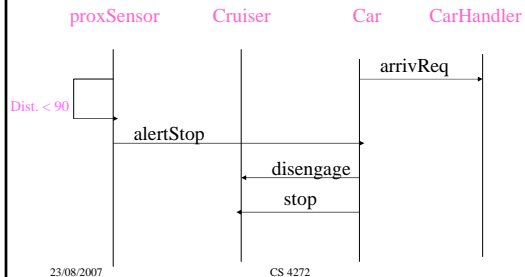 proxSensor Cruiser Car CarHandler
arrivReq
Dist. < 90
alertStop
disengage
stop
23/08/2007 CS 4272